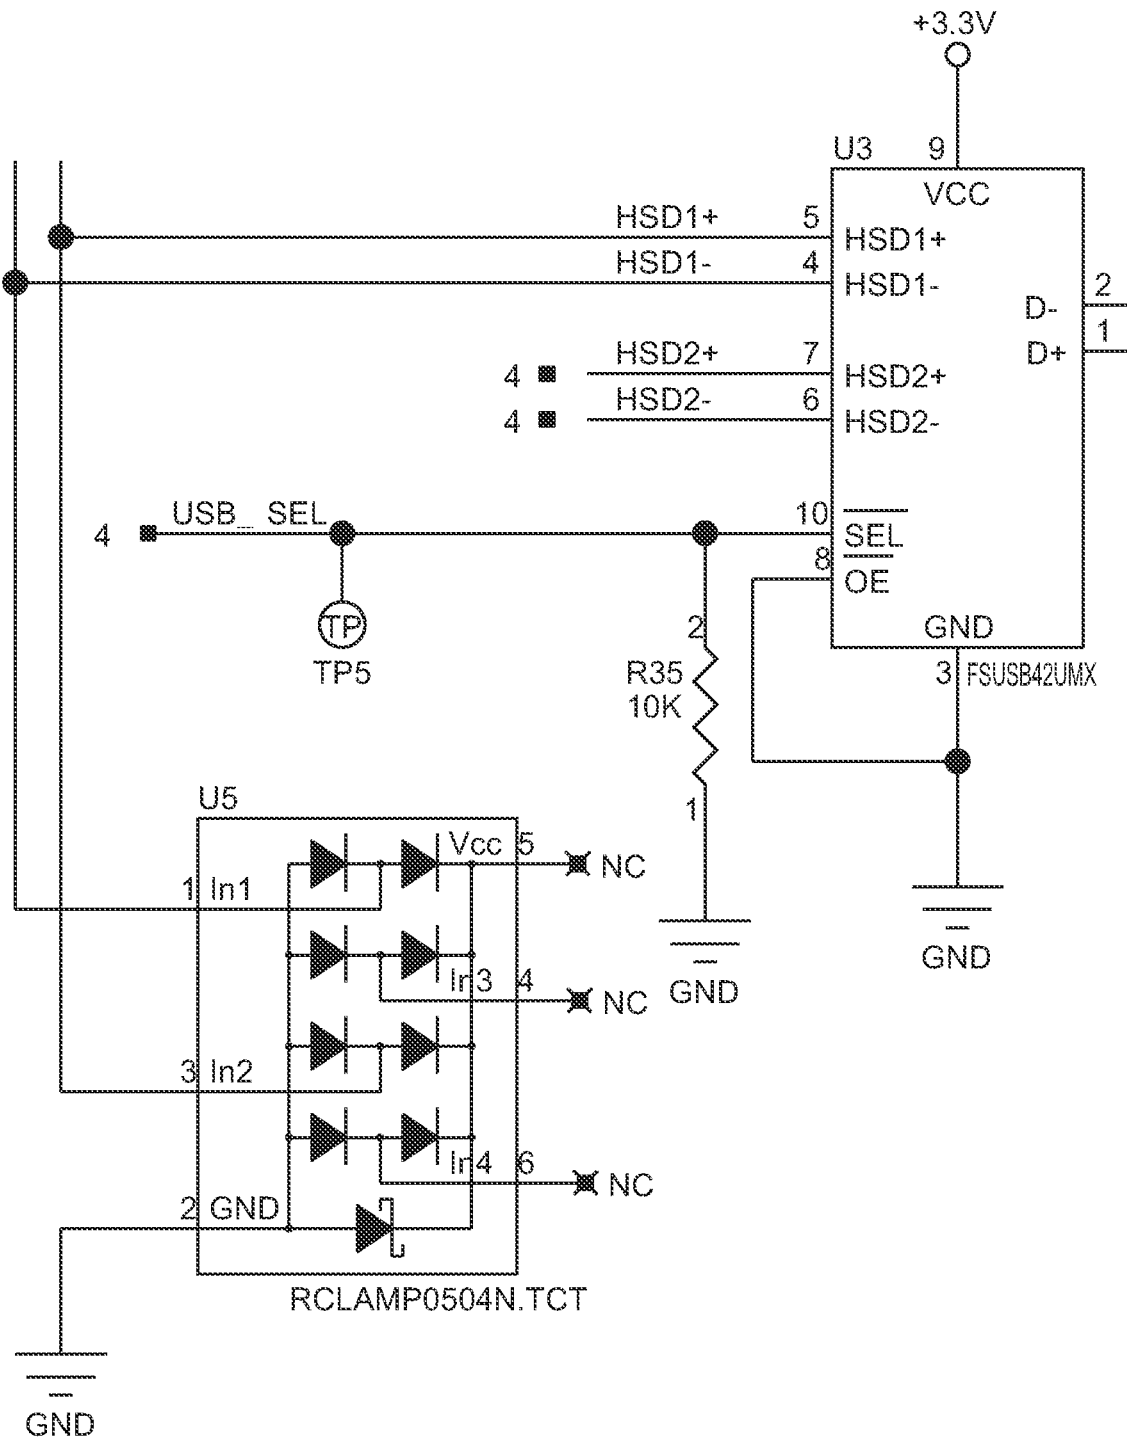 +3.3V
U3 9
VCC
HSD1+ 5 HSD1+
HSD1- 4 HSD1-
D- 2
D+ 1
4 HSD2+ 7 HSD2+
4 HSD2- 6 HSD2-
4 USB_ SEL 10 SEL
8 OE
TP
TP5
2
R35
10K
1
GND
GND
3 FSUSB42UMX
GND
U5
Vcc 5 NC
1 In1
In3 4 NC
3 In2
In4 6 NC
2 GND
RCLAMP0504N.TCT
GND